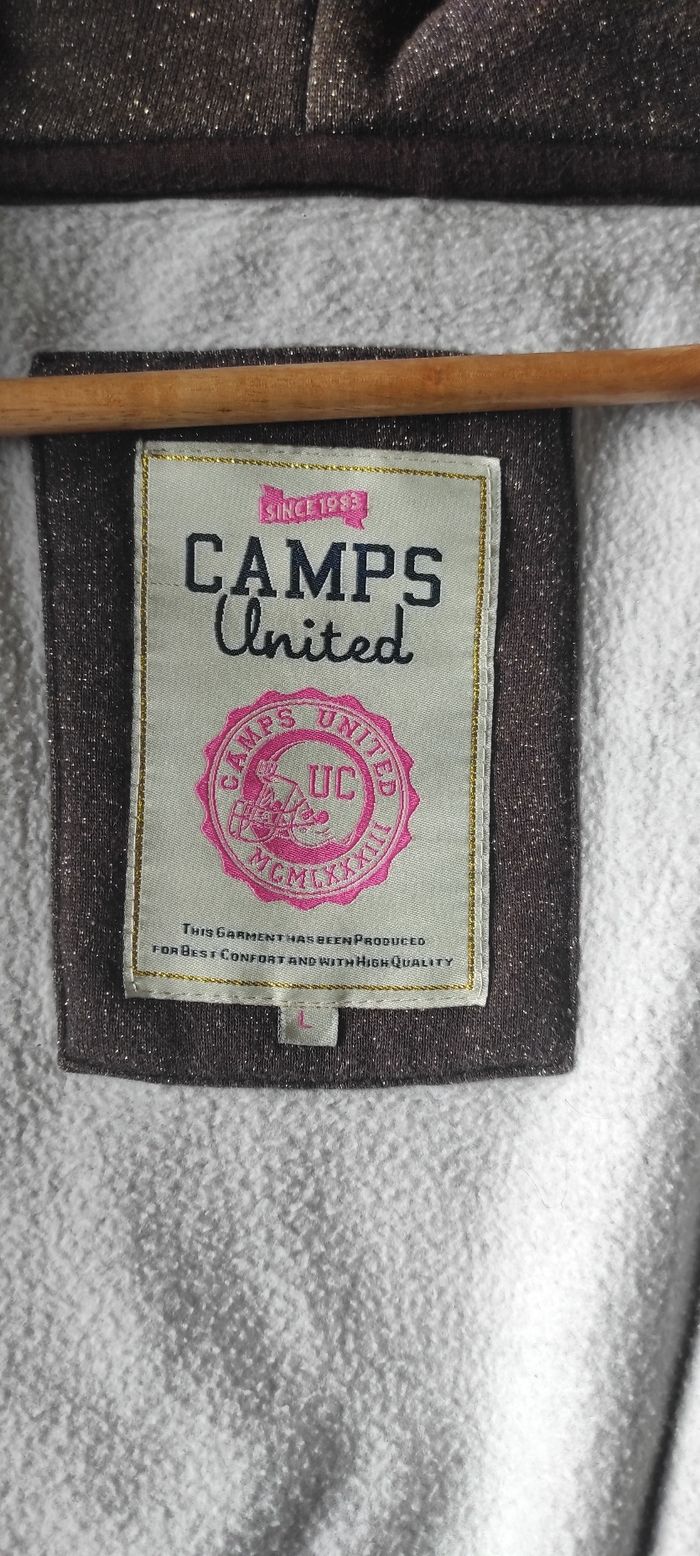 SINCE 1983
CAMPS
United
CAMPS UNITED
UC
MCMLXXXIII
THIS GARMENT HAS BEEN PRODUCED
FOR BEST CONFORT AND WITH HIGH QUALITY
L